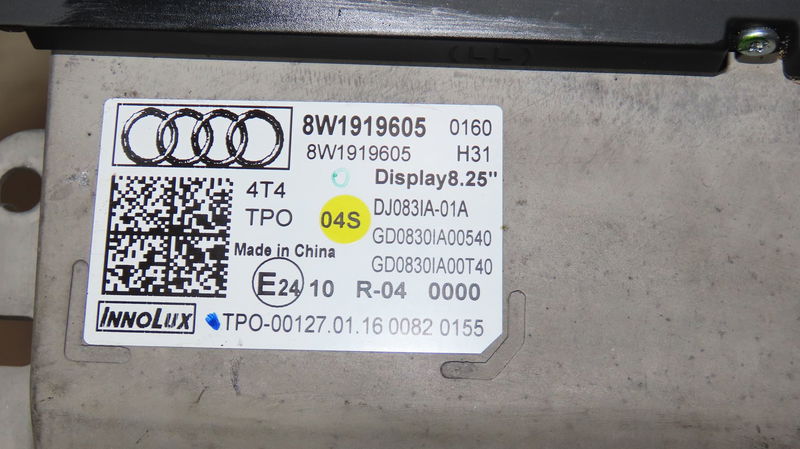 (LL)
8W1919605 0160
8W1919605 H31
Display8.25"
4T4
DJ083IA-01A
TPO
04S
GD0830IA00540
Made in China
GD0830IA00T40
E24 10 R-04 0000
INNOLUX
TPO-00127.01.16 0082 0155